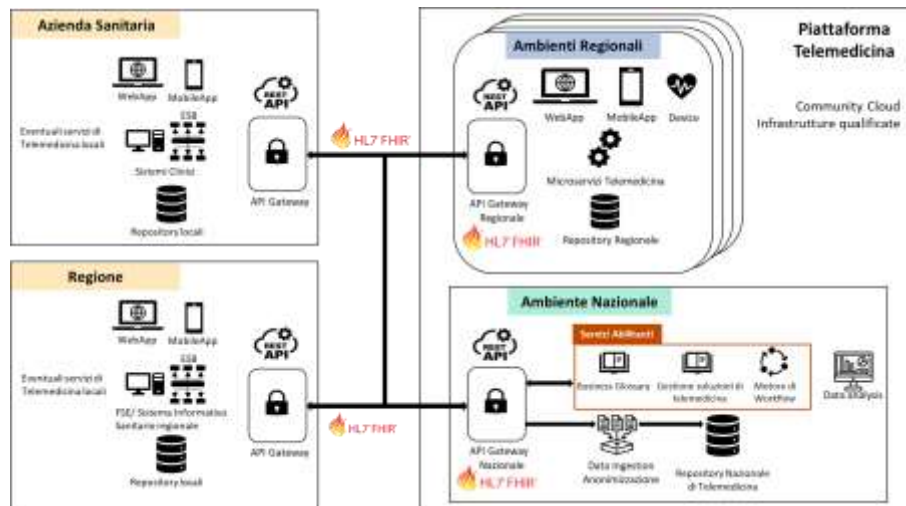 Azienda Sanitaria
WebApp
MobileApp
ESB
Eventuali servizi di
Telemedicina locali
Sistemi Clinici
Repository locali
REST
API
API Gateway
HL7 FHIR
Ambienti Regionali
REST
API
WebApp
MobileApp
Device
Microservizi Telemedicina
API Gateway
Regionale
HL7 FHIR
Repository Regionale
Piattaforma
Telemedicina
Community Cloud
Infrastrutture qualificate
Regione
WebApp
MobileApp
ESB
Eventuali servizi di
Telemedicina locali
FSE/ Sistema Informativo
Sanitario regionale
Repository locali
REST
API
API Gateway
HL7 FHIR
Ambiente Nazionale
REST
API
Servizi Abilitanti
Business Glossary
Gestione soluzioni di
telemedicina
Motore di
Workflow
Data analysis
API Gateway
Nazionale
HL7 FHIR
Data Ingestion
Anonimizzazione
Repository Nazionale
di Telemedicina